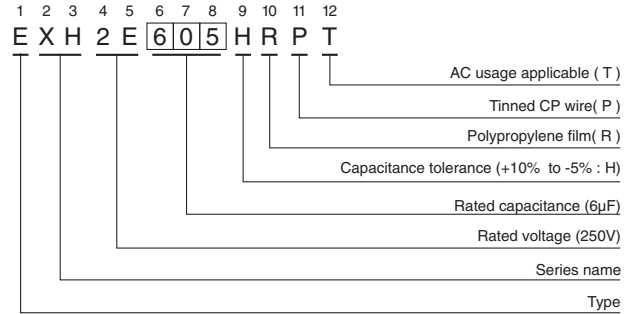 1 2 3 4 5 6 7 8 9 10 11 12
E X H 2 E 6 0 5 H R P T
AC usage applicable ( T )
Tinned CP wire( P )
Polypropylene film( R )
Capacitance tolerance (+10% to -5% : H)
Rated capacitance (6µF)
Rated voltage (250V)
Series name
Type